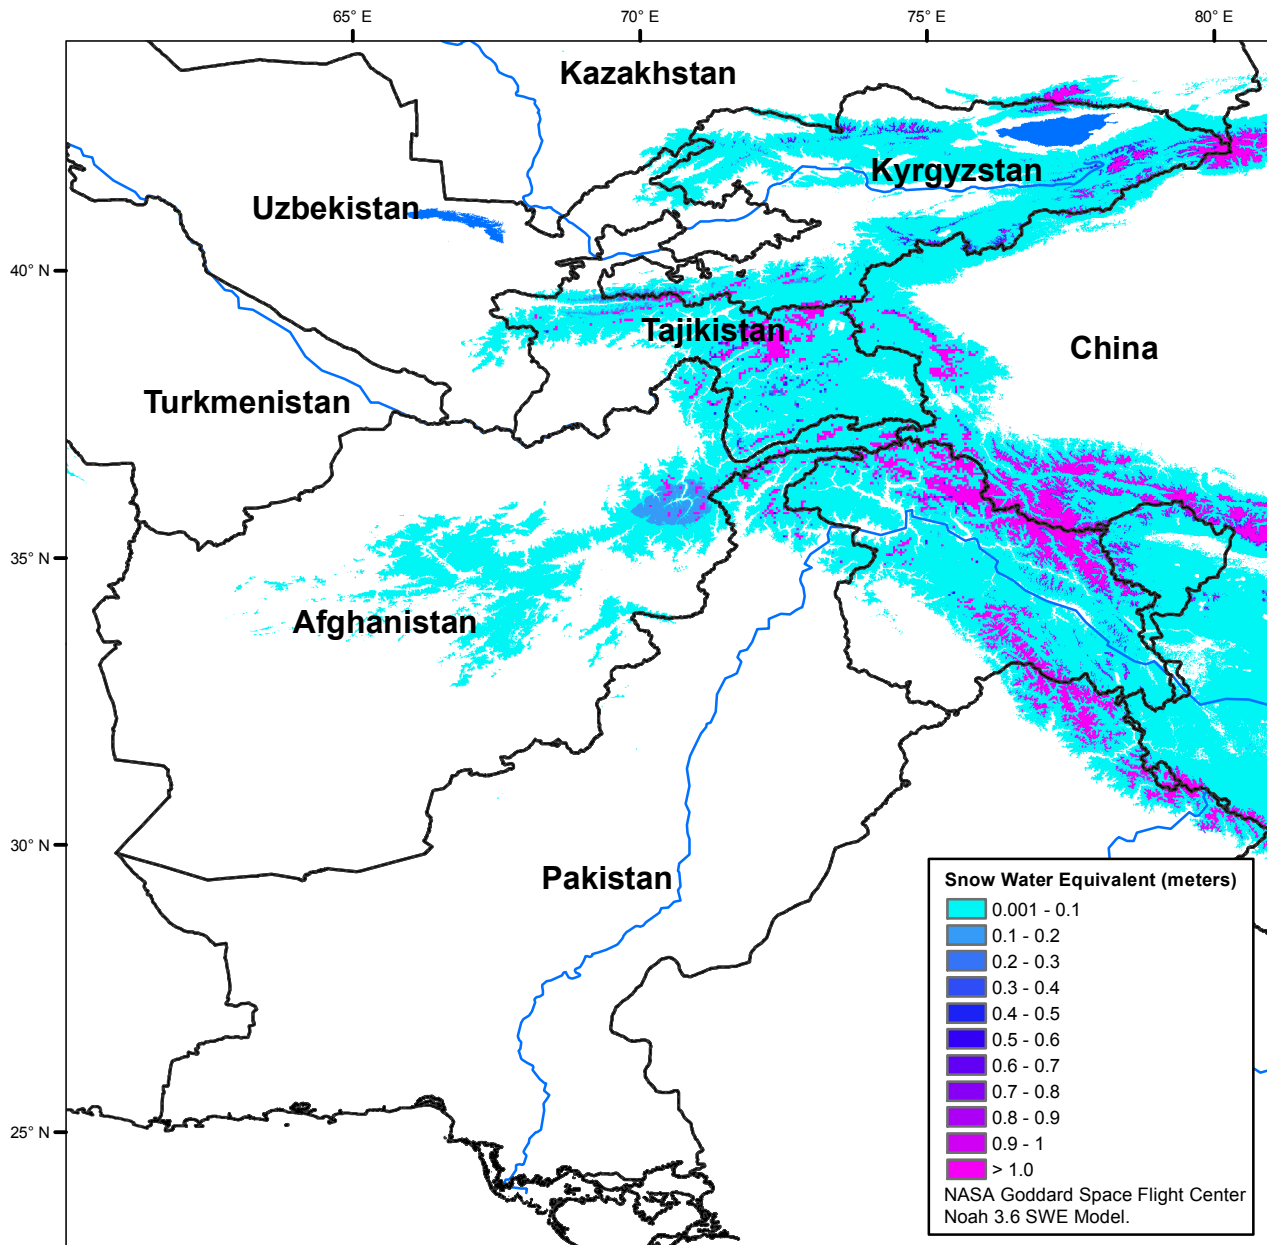 65° E
70° E
75° E
80° E
Kazakhstan
Kyrgyzstan
Uzbekistan
40° N
Tajikistan
China
Turkmenistan
35° N
Afghanistan
30° N
Pakistan
25° N
Snow Water Equivalent (meters)
0.001 - 0.1
0.1 - 0.2
0.2 - 0.3
0.3 - 0.4
0.4 - 0.5
0.5 - 0.6
0.6 - 0.7
0.7 - 0.8
0.8 - 0.9
0.9 - 1
> 1.0
NASA Goddard Space Flight Center
Noah 3.6 SWE Model.